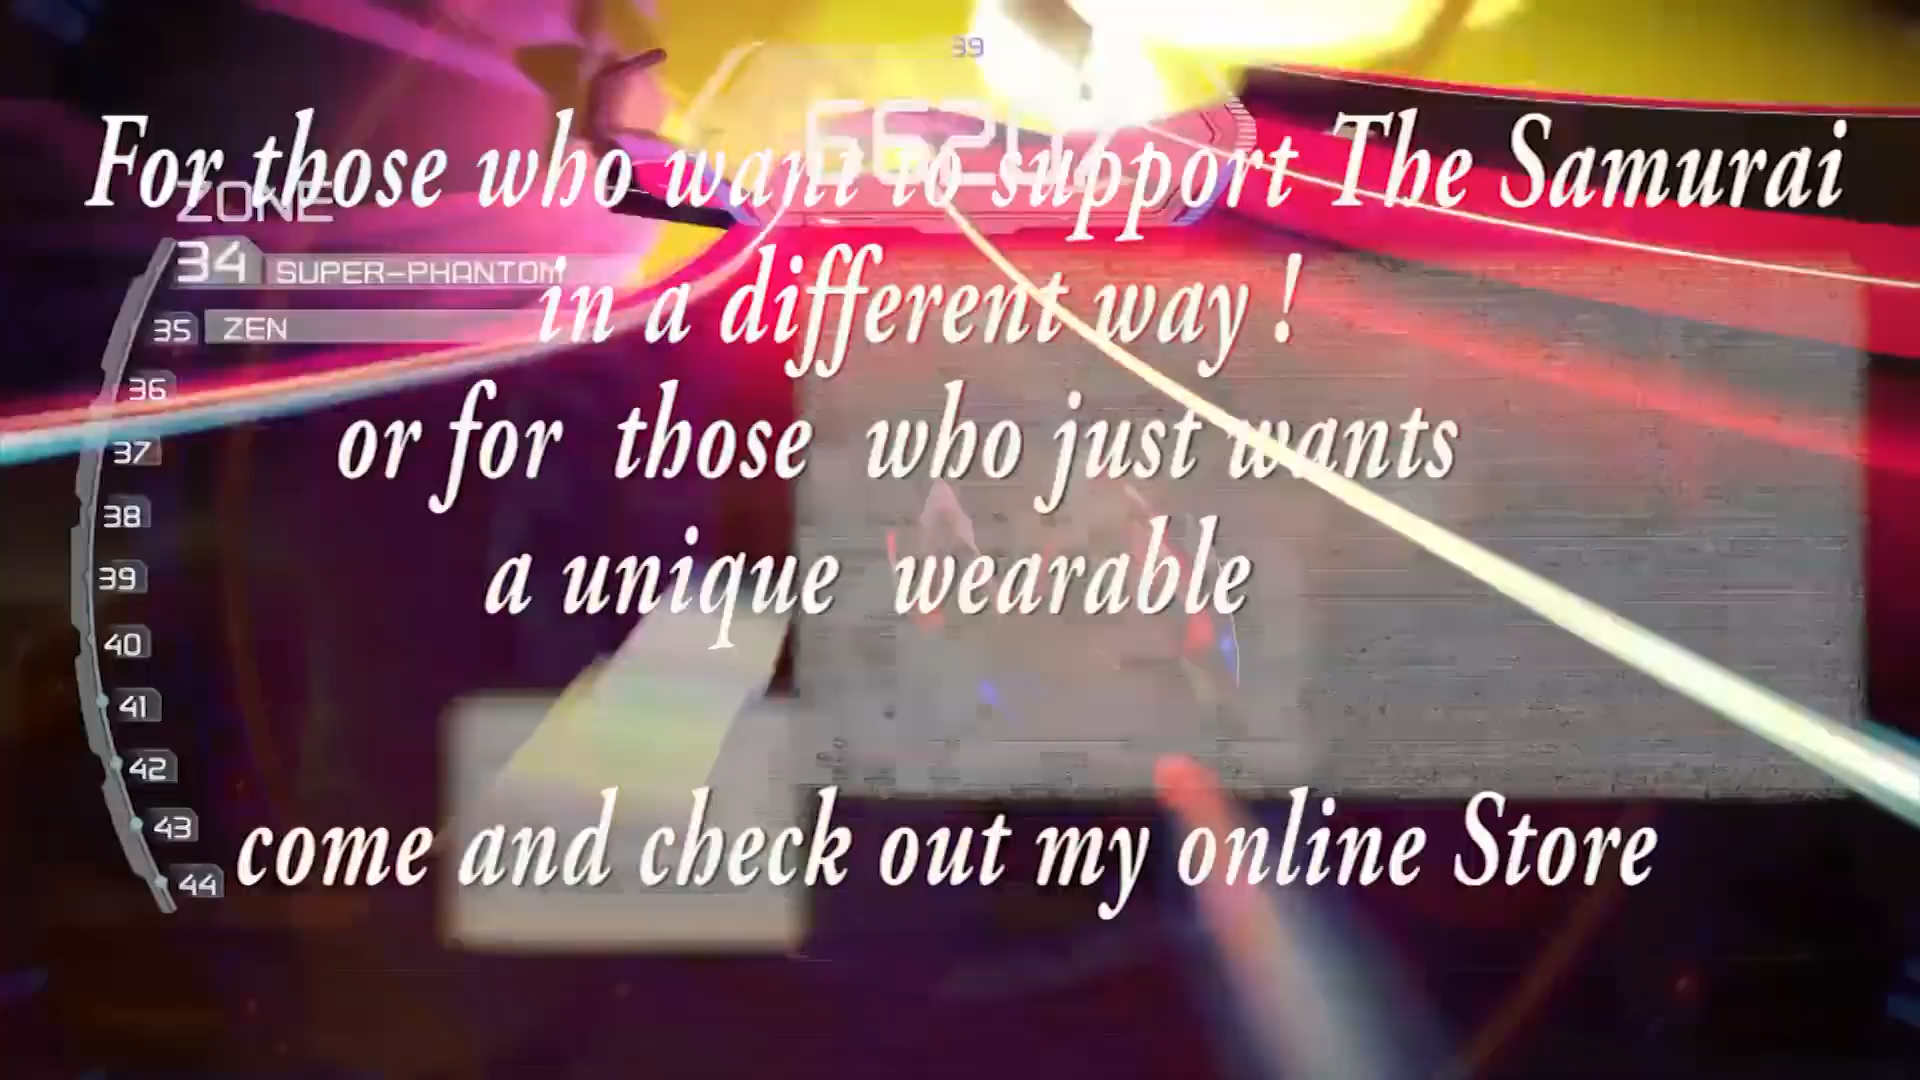 39
For those who want to support The Samurai
ZONE
34 SUPER-PHANTOM
in a different way !
35 ZEN
36
or for those who just wants
37
38
a unique wearable
39
40
41
42
43
come and check out my online Store
44